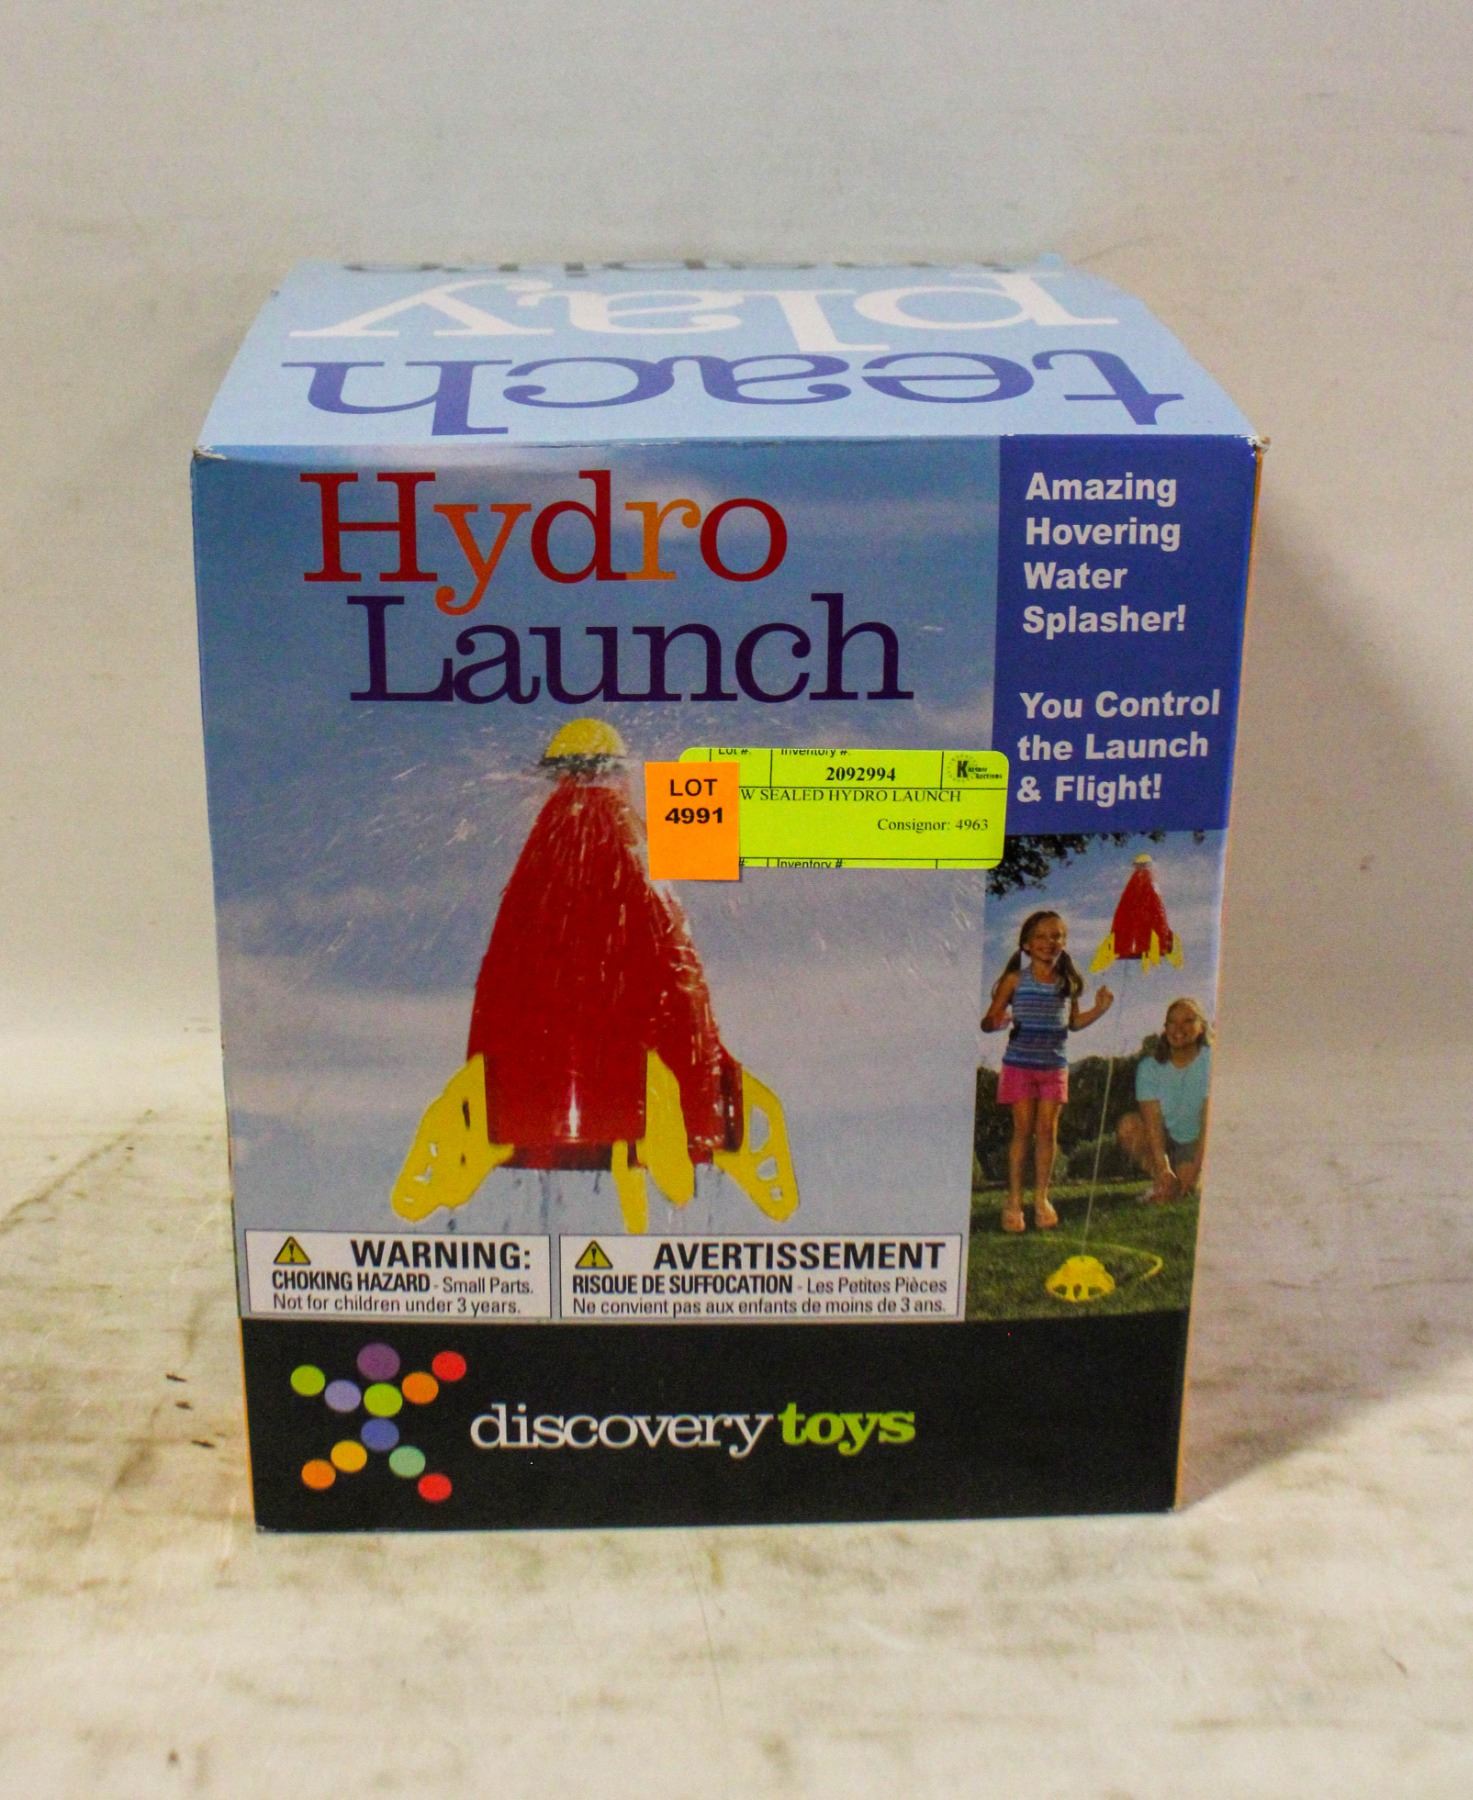 play
teach
Hydro
Launch
Amazing
Hovering
Water
Splasher!
You Control
the Launch
& Flight!
Lot #: Inventory #:
2092994
W SEALED HYDRO LAUNCH
Consignor: 4963
#: Inventory #:
LOT
4991
WARNING:
CHOKING HAZARD - Small Parts.
Not for children under 3 years.
AVERTISSEMENT
RISQUE DE SUFFOCATION - Les Petites Pièces
Ne convient pas aux enfants de moins de 3 ans.
discovery toys